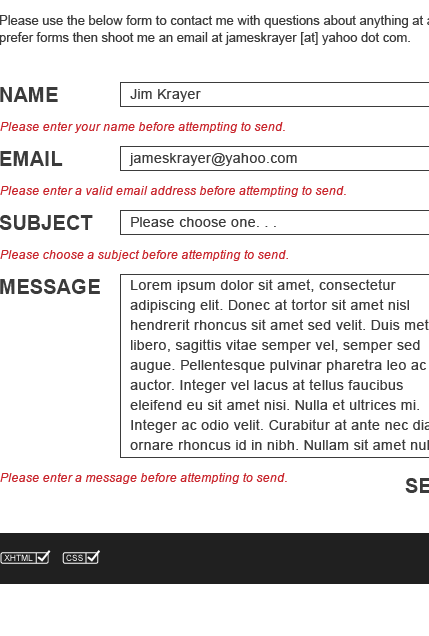 Please use the below form to contact me with questions about anything at
prefer forms then shoot me an email at jameskrayer [at] yahoo dot com.
NAME
Jim Krayer
Please enter your name before attempting to send.
EMAIL
jameskrayer@yahoo.com
Please enter a valid email address before attempting to send.
SUBJECT
Please choose one. . .
Please choose a subject before attempting to send.
MESSAGE
Lorem ipsum dolor sit amet, consectetur
adipiscing elit. Donec at tortor sit amet nisl
hendrerit rhoncus sit amet sed velit. Duis met
libero, sagittis vitae semper vel, semper sed
augue. Pellentesque pulvinar pharetra leo ac
auctor. Integer vel lacus at tellus faucibus
eleifend eu sit amet nisi. Nulla et ultrices mi.
Integer ac odio velit. Curabitur at ante nec dia
ornare rhoncus id in nibh. Nullam sit amet nul
Please enter a message before attempting to send.
SE
XHTML CSS